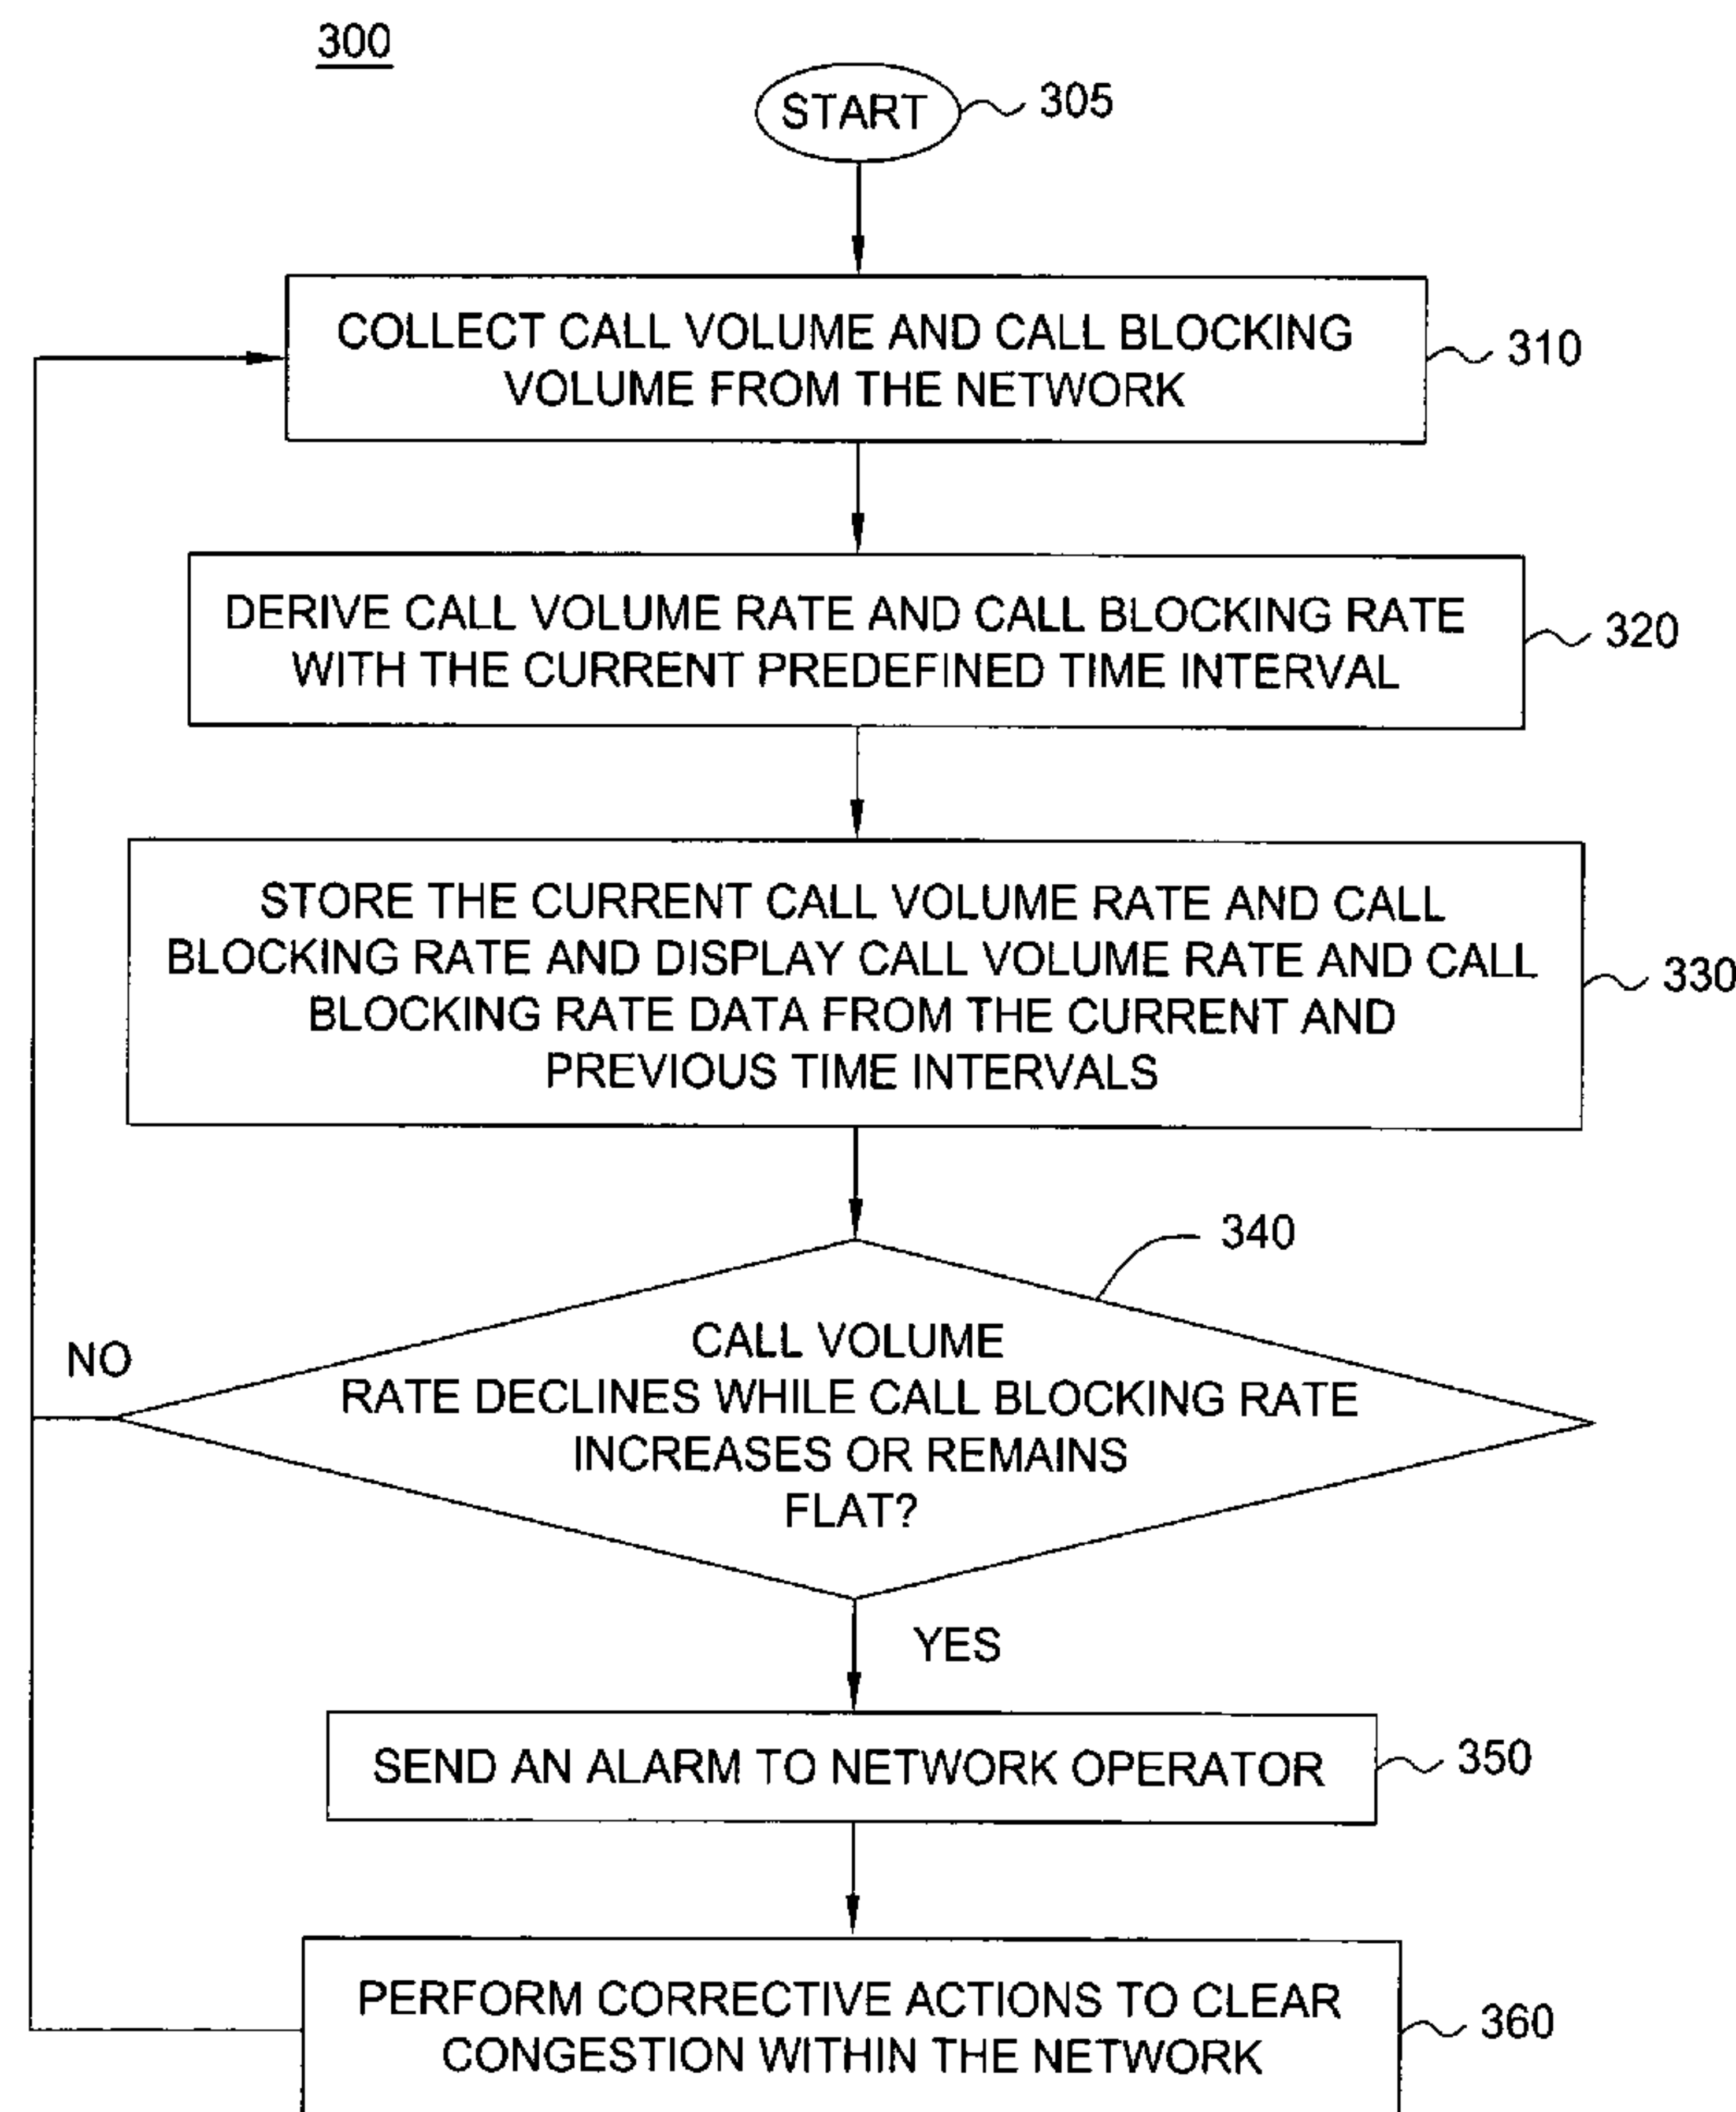 300
START
305
COLLECT CALL VOLUME AND CALL BLOCKING
VOLUME FROM THE NETWORK
310
DERIVE CALL VOLUME RATE AND CALL BLOCKING RATE
WITH THE CURRENT PREDEFINED TIME INTERVAL
320
STORE THE CURRENT CALL VOLUME RATE AND CALL
BLOCKING RATE AND DISPLAY CALL VOLUME RATE AND CALL
BLOCKING RATE DATA FROM THE CURRENT AND
PREVIOUS TIME INTERVALS
330
340
CALL VOLUME
RATE DECLINES WHILE CALL BLOCKING RATE
INCREASES OR REMAINS
FLAT?
NO
YES
SEND AN ALARM TO NETWORK OPERATOR
350
PERFORM CORRECTIVE ACTIONS TO CLEAR
CONGESTION WITHIN THE NETWORK
360